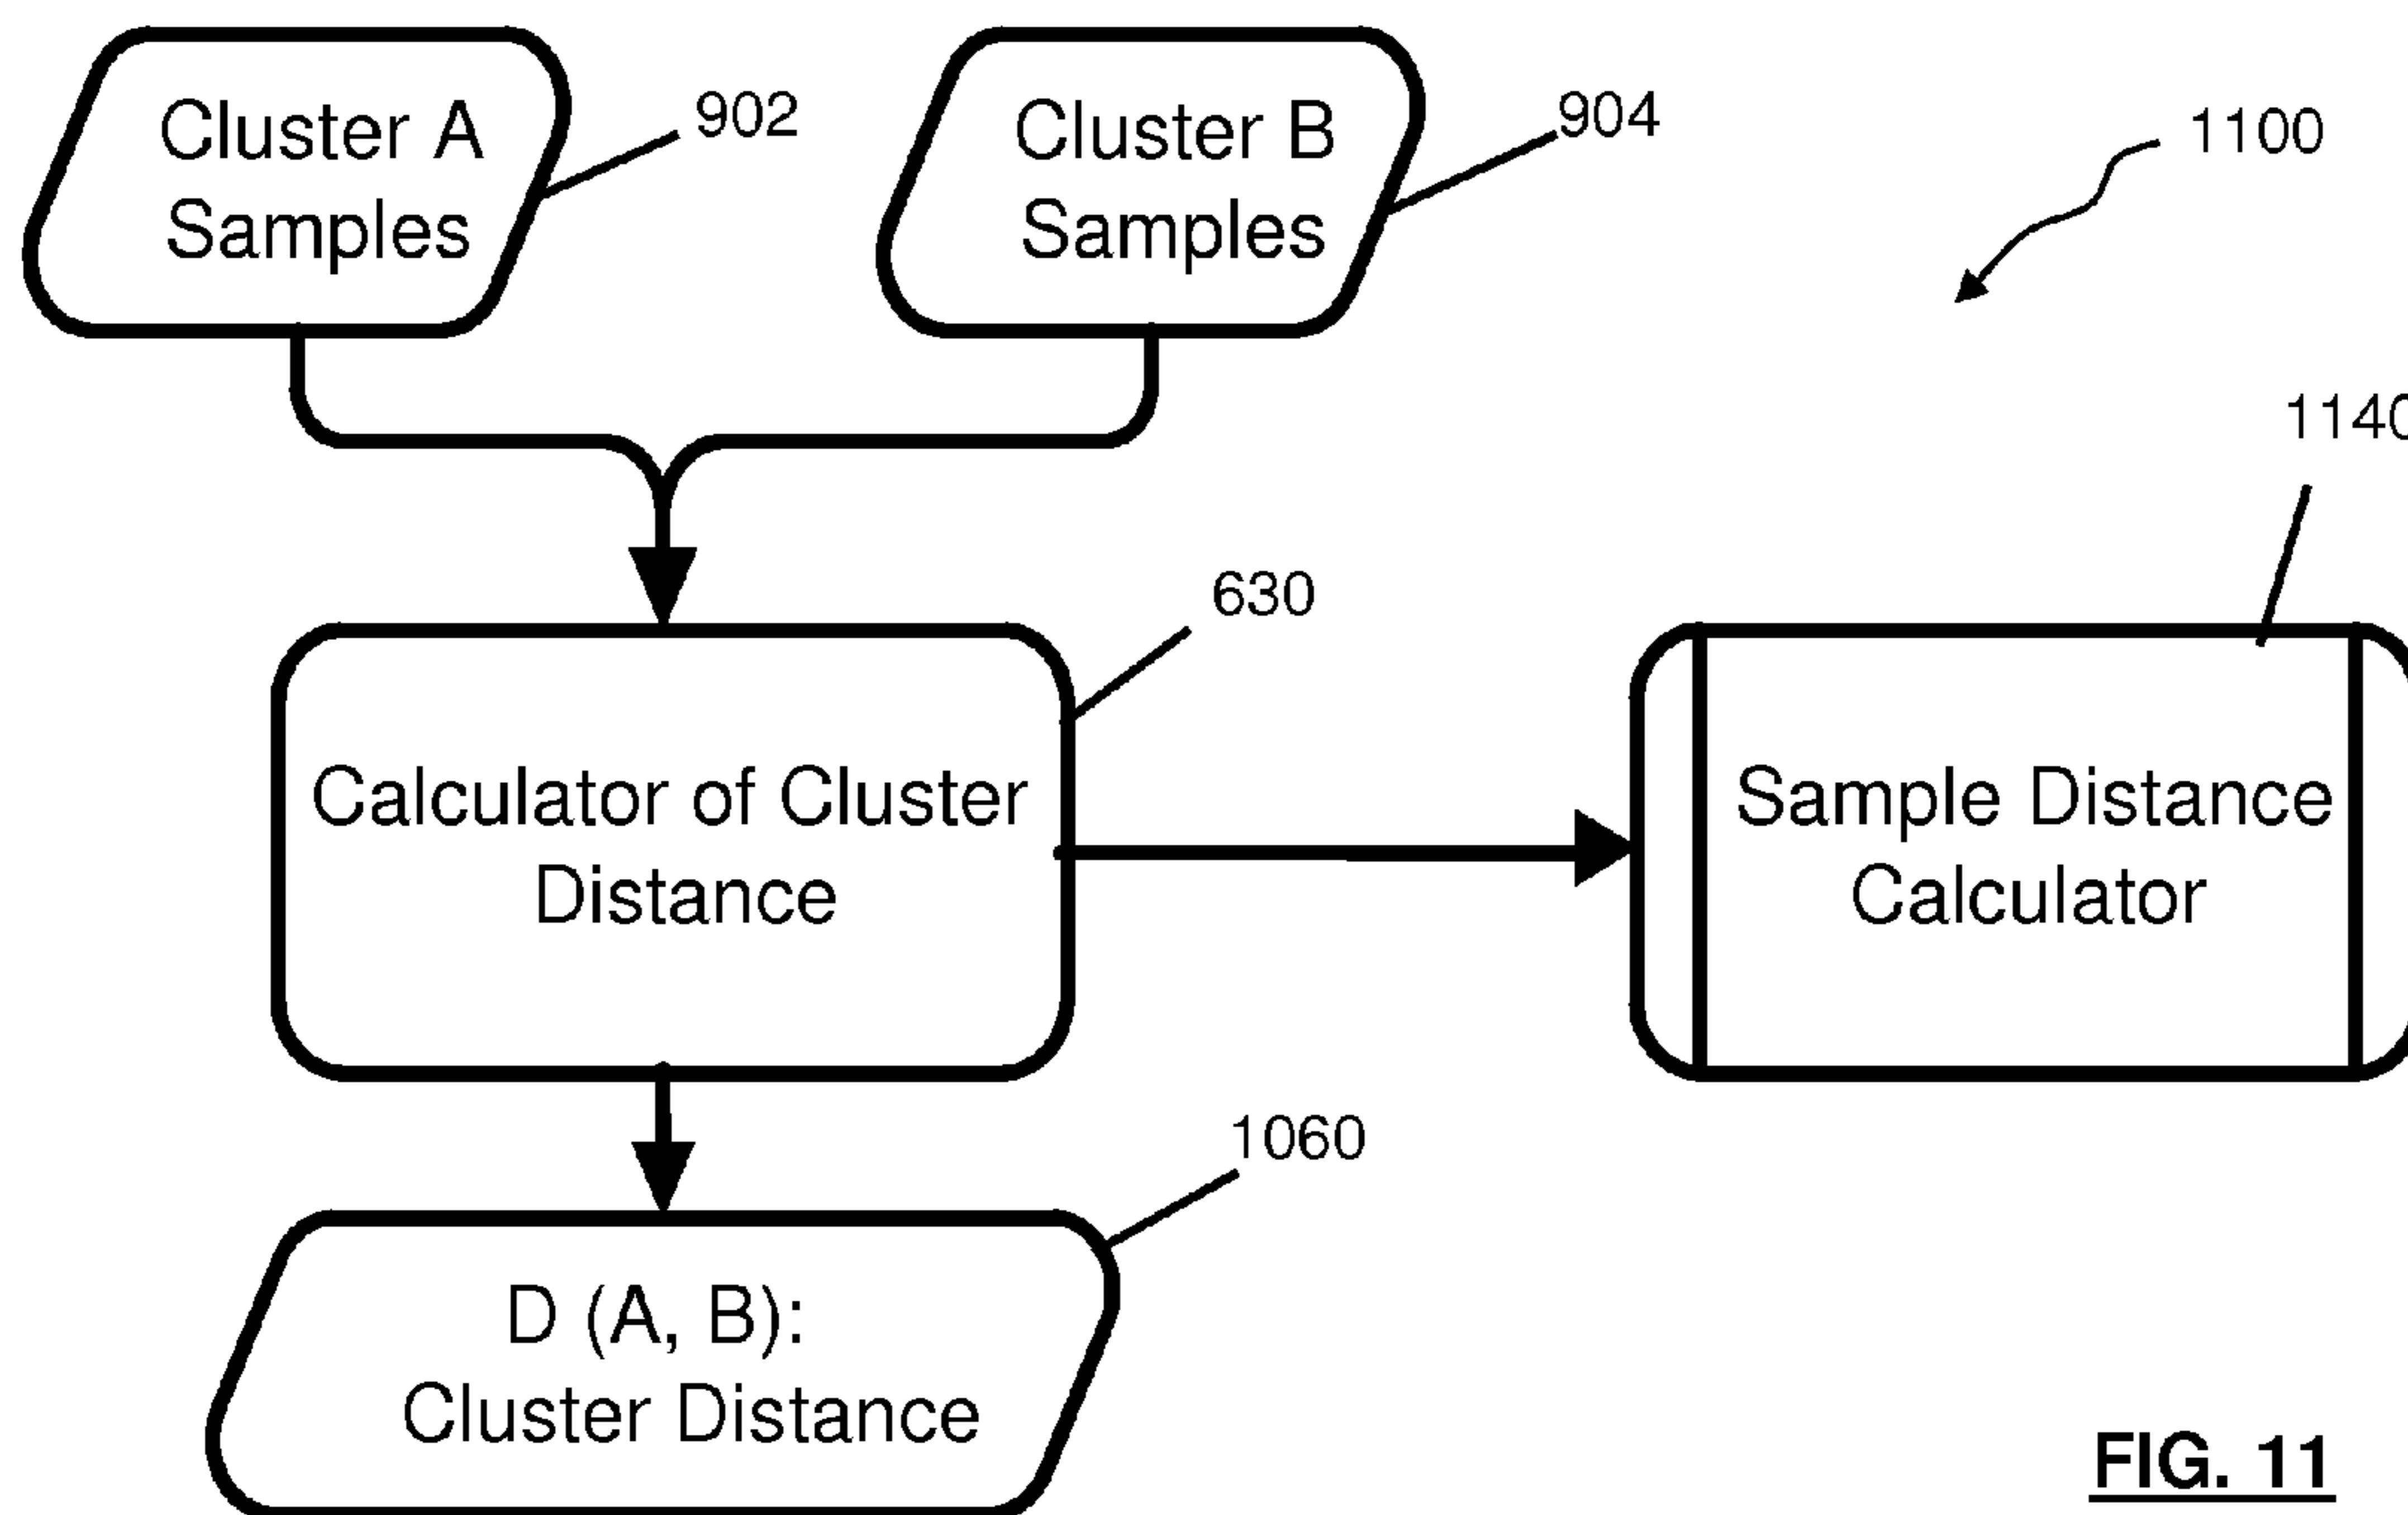 Cluster A
Samples
902
Cluster B
Samples
904
1100
1140
630
Calculator of Cluster
Distance
Sample Distance
Calculator
1060
D (A, B):
Cluster Distance
FIG. 11